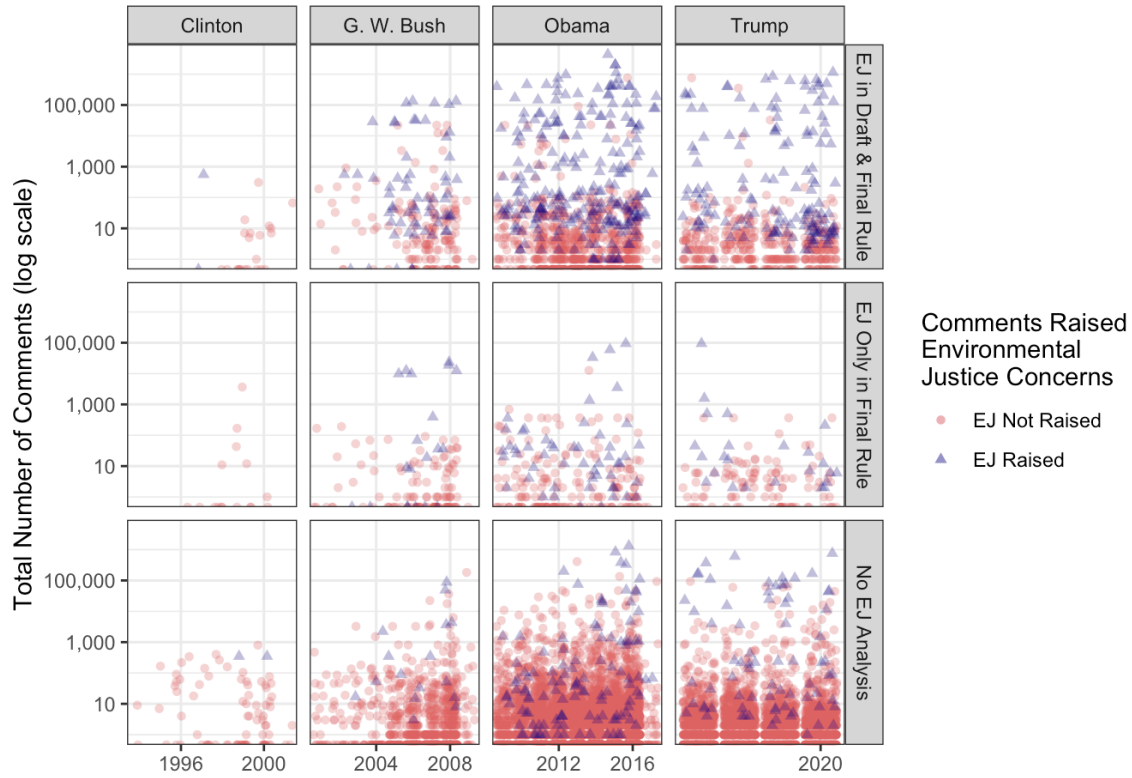 Clinton
G. W. Bush
Obama
Trump
Total Number of Comments (log scale)
100,000
1,000
10
EJ in Draft & Final Rule
100,000
1,000
10
EJ Only in Final Rule
100,000
1,000
10
No EJ Analysis
1996
2000
2004
2008
2012
2016
2020
Comments Raised
Environmental
Justice Concerns
EJ Not Raised
EJ Raised